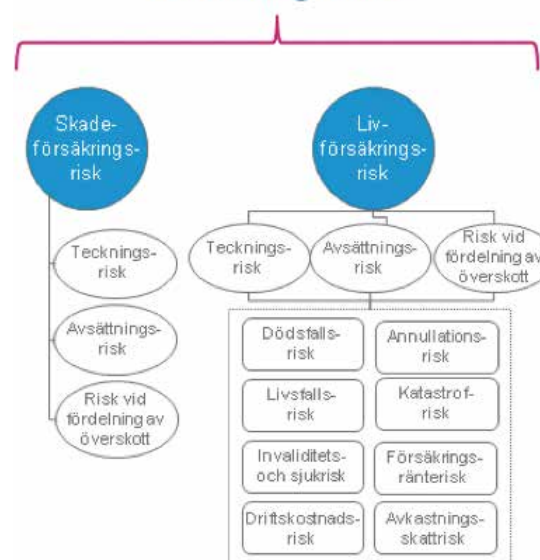 Skade-
försäkrings-
risk
Tecknings-
risk
Avsättnings-
risk
Risk vid
fördelning av
överskott
Liv-
försäkrings-
risk
Tecknings-
risk
Avsättnings-
risk
Risk vid
fördelning av
överskott
Dödsfalls-
risk
Annullations-
risk
Livsfalls-
risk
Katastrof-
risk
Invaliditets-
och sjukrisk
Försäkrings-
ränterisk
Driftskostnads-
risk
Avkastnings-
skattrisk